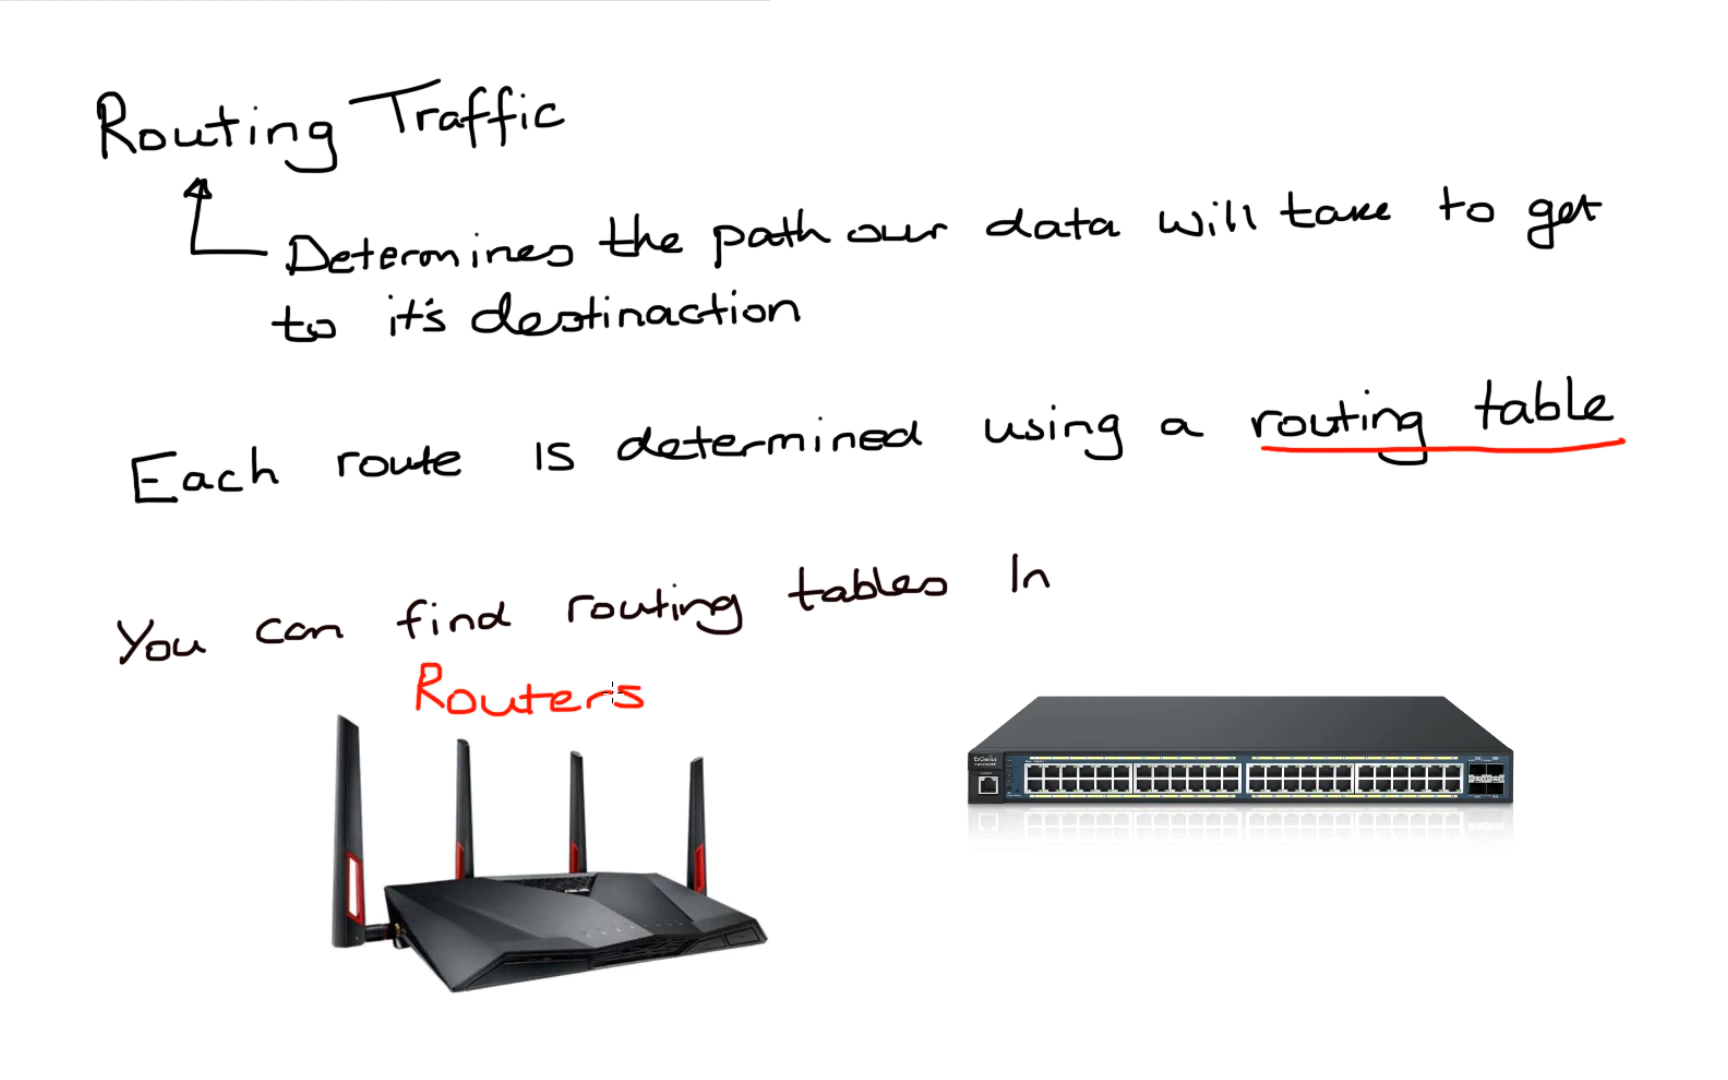 Routing Traffic
Determines the path our data will take to get
to it's destinaction
Each route is determined using a routing table
You can find routing tables In
Routers
EnGenius